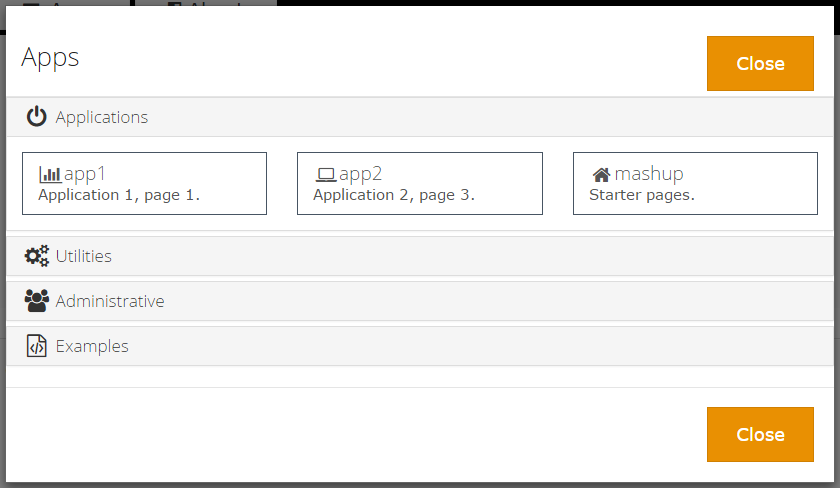 Apps
Close
Applications
app1
Application 1, page 1.
app2
Application 2, page 3.
mashup
Starter pages.
Utilities
Administrative
Examples
Close